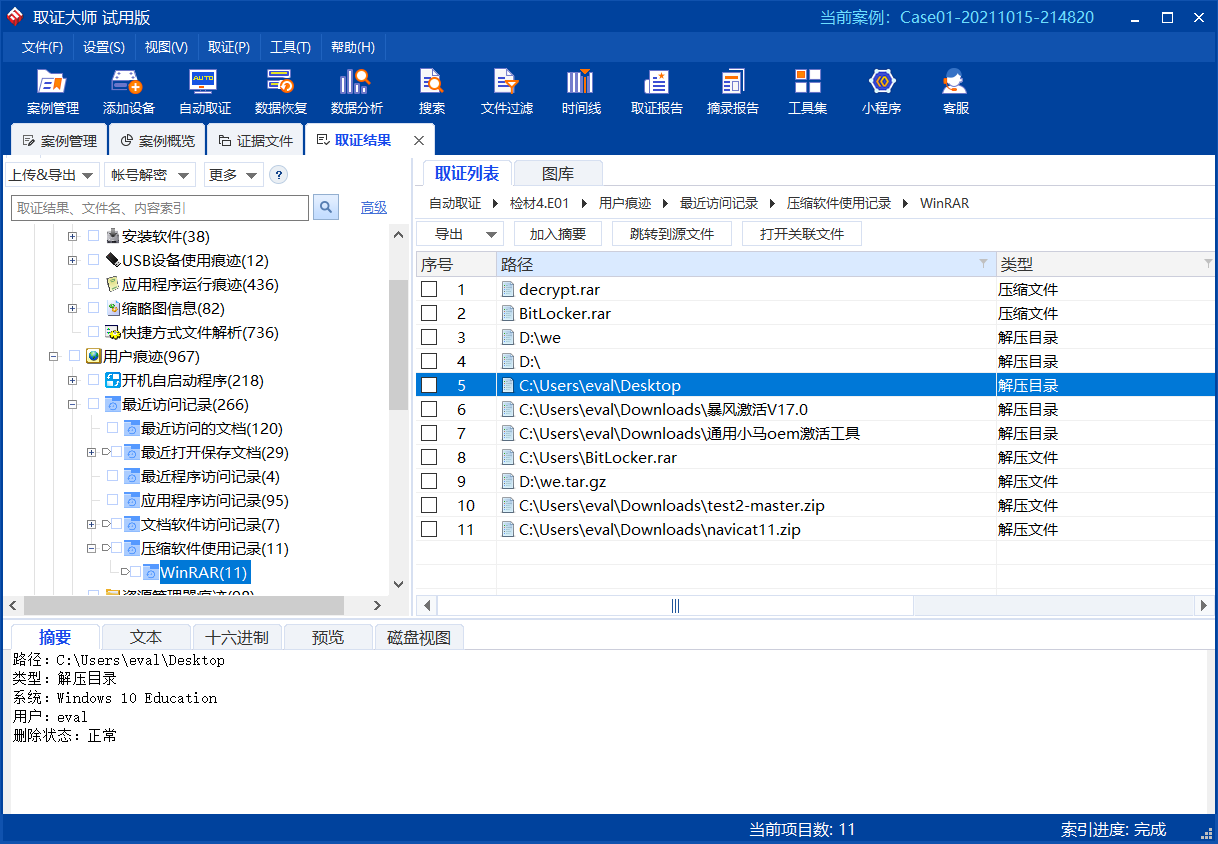 取证大师 试用版
当前案例：Case01-20211015-214820
文件(F) 设置(S) 视图(V) 取证(P) 工具(T) 帮助(H)
AUTO
案例管理 添加设备 自动取证 数据恢复 数据分析 搜索 文件过滤 时间线 取证报告 摘录报告 工具集 小程序 客服
案例管理 案例概览 证据文件 取证结果
上传&导出 帐号解密 更多 ?
取证结果、文件名、内容索引 高级
安装软件(38)
USB设备使用痕迹(12)
应用程序运行痕迹(436)
缩略图信息(82)
快捷方式文件解析(736)
用户痕迹(967)
开机自启动程序(218)
最近访问记录(266)
最近访问的文档(120)
最近打开保存文档(29)
最近程序访问记录(4)
应用程序访问记录(95)
文档软件访问记录(7)
压缩软件使用记录(11)
WinRAR(11)
资源管理器痕迹(98)
取证列表 图库
自动取证 检材4.E01 用户痕迹 最近访问记录 压缩软件使用记录 WinRAR
导出 加入摘要 跳转到源文件 打开关联文件
序号 路径 类型
1 decrypt.rar 压缩文件
2 BitLocker.rar 压缩文件
3 D:\we 解压目录
4 D:\ 解压目录
5 C:\Users\eval\Desktop 解压目录
6 C:\Users\eval\Downloads\暴风激活V17.0 解压目录
7 C:\Users\eval\Downloads\通用小马oem激活工具 解压目录
8 C:\Users\BitLocker.rar 解压文件
9 D:\we.tar.gz 解压文件
10 C:\Users\eval\Downloads\test2-master.zip 解压文件
11 C:\Users\eval\Downloads\navicat11.zip 解压文件
摘要 文本 十六进制 预览 磁盘视图
路径：C:\Users\eval\Desktop
类型：解压目录
系统：Windows 10 Education
用户：eval
删除状态：正常
当前项目数: 11
索引进度: 完成